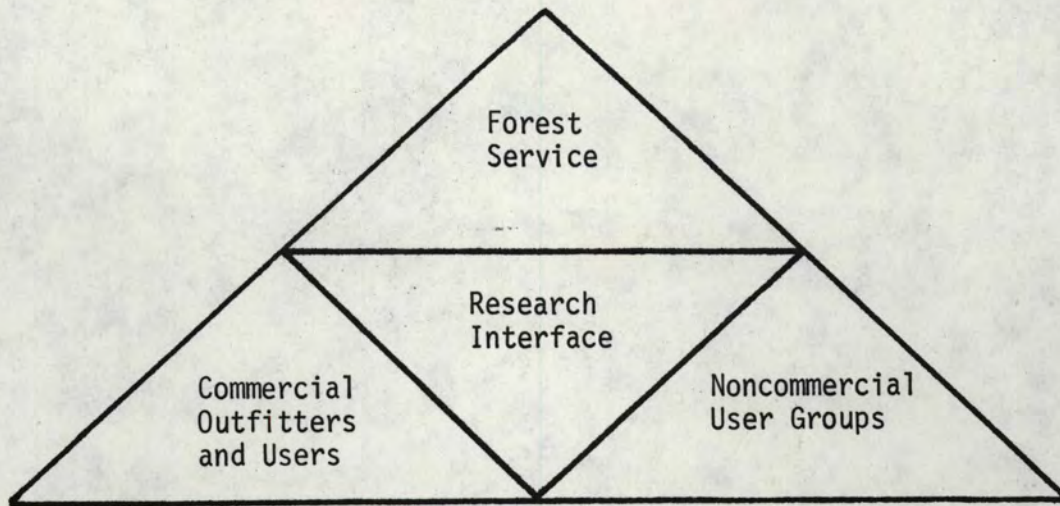 Forest
Service
Research
Interface
Commercial
Outfitters
and Users
Noncommercial
User Groups